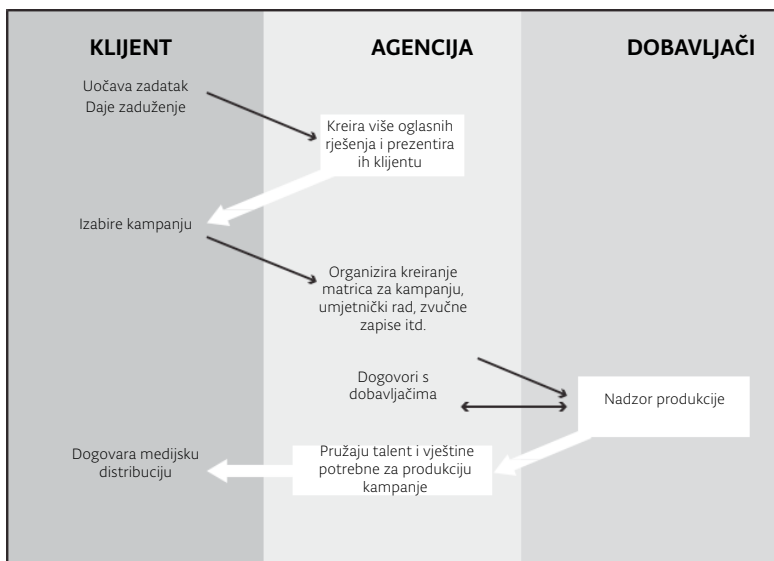 KLIJENT
AGENCIJA
DOBAVLJAČI
Uočava zadatak
Daje zaduženje
Kreira više oglasnih
rješenja i prezentira
ih klijentu
Izabire kampanju
Organizira kreiranje
matrica za kampanju,
umjetnički rad, zvučne
zapise itd.
Dogovori s
dobavljačima
Nadzor produkcije
Pružaju talent i vještine
potrebne za produkciju
kampanje
Dogovara medijsku
distribuciju